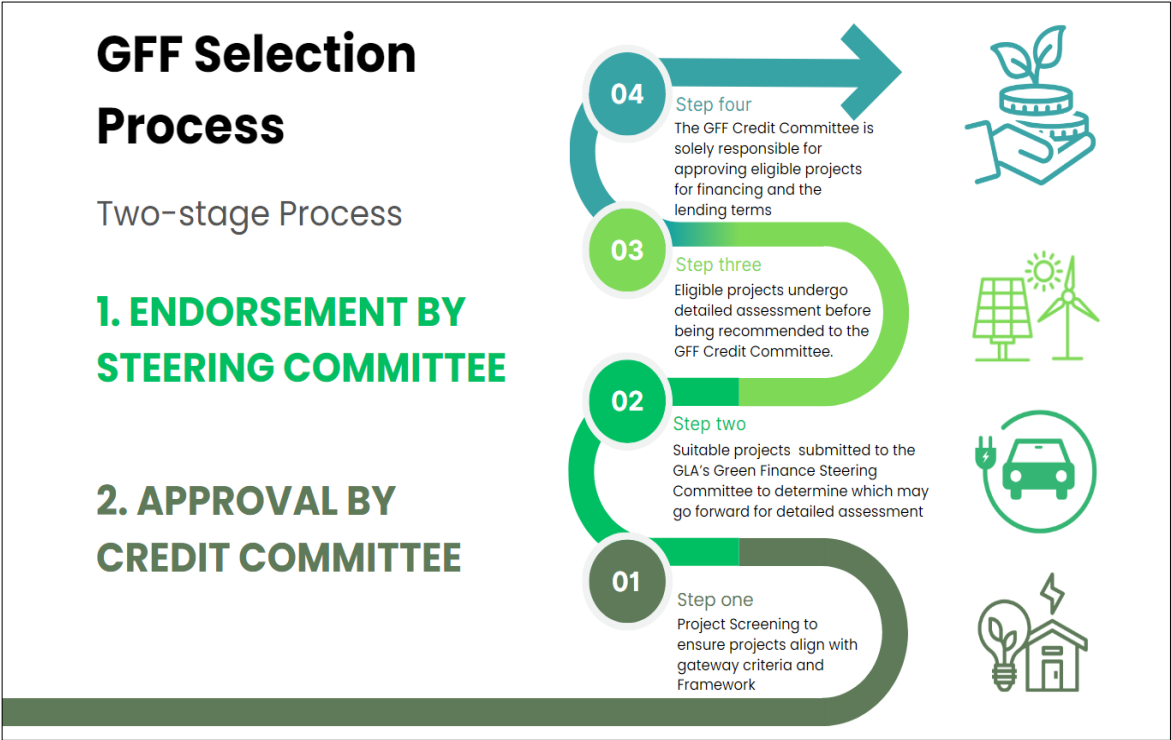 GFF Selection
Process
Two-stage Process
1. ENDORSEMENT BY
STEERING COMMITTEE
2. APPROVAL BY
CREDIT COMMITTEE
04
Step four
The GFF Credit Committee is
solely responsible for
approving eligible projects
for financing and the
lending terms
03
Step three
Eligible projects undergo
detailed assessment before
being recommended to the
GFF Credit Committee.
02
Step two
Suitable projects submitted to the
GLA's Green Finance Steering
Committee to determine which may
go forward for detailed assessment
01
Step one
Project Screening to
ensure projects align with
gateway criteria and
Framework